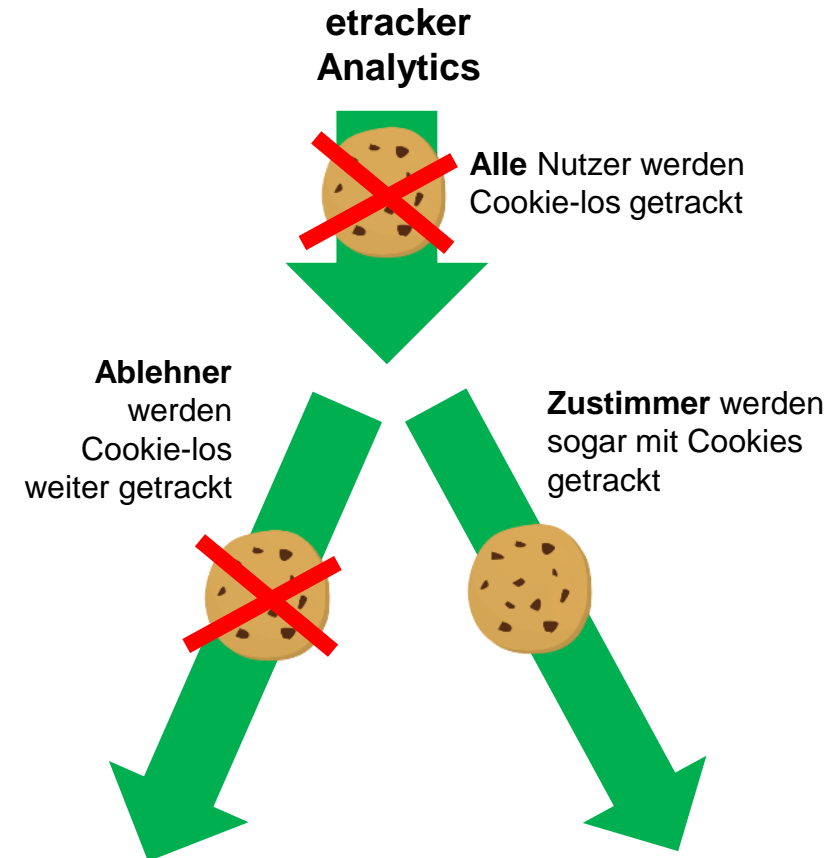 etracker
Analytics
Alle Nutzer werden
Cookie-los getrackt
Ablehner
werden
Cookie-los
weiter getrackt
Zustimmer werden
sogar mit Cookies
getrackt